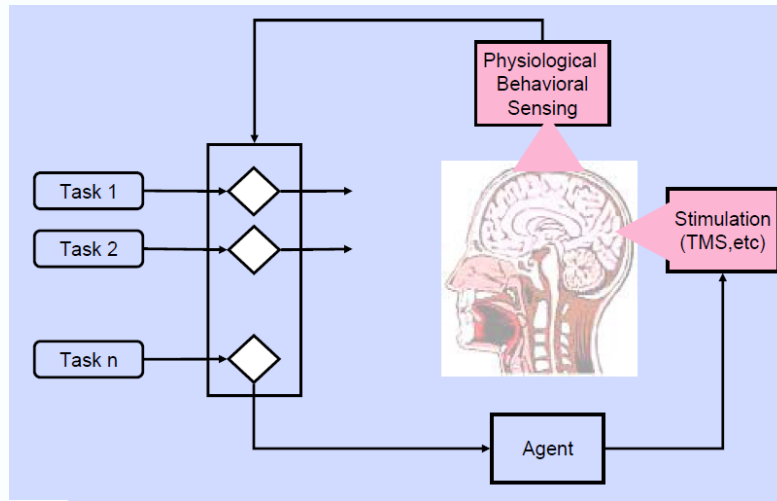 Physiological
Behavioral
Sensing
Task 1
Task 2
Stimulation
(TMS,etc)
Task n
Agent